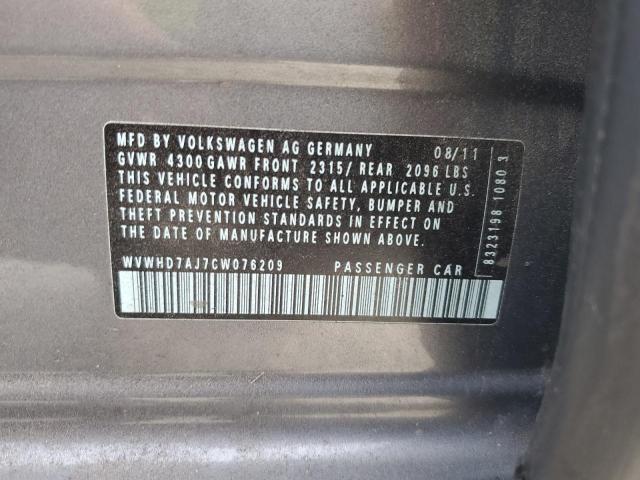 MFD BY VOLKSWAGEN AG GERMANY 08/11
GVWR 4300 GAWR FRONT 2315/ REAR 2096 LBS
THIS VEHICLE CONFORMS TO ALL APPLICABLE U.S.
FEDERAL MOTOR VEHICLE SAFETY, BUMPER AND
THEFT PREVENTION STANDARDS IN EFFECT ON
THE DATE OF MANUFACTURE SHOWN ABOVE.
WVWHD7AJ7CW076209 PASSENGER CAR
8323198 1080 3